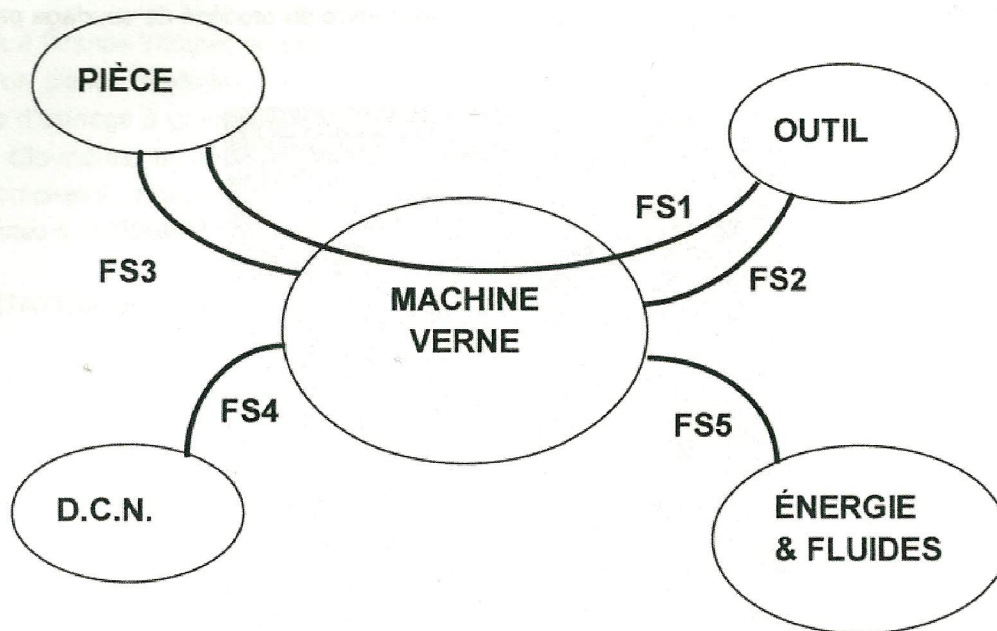 PIÈCE
OUTIL
FS1
FS3
FS2
MACHINE
VERNE
FS4
FS5
D.C.N.
ÉNERGIE
& FLUIDES